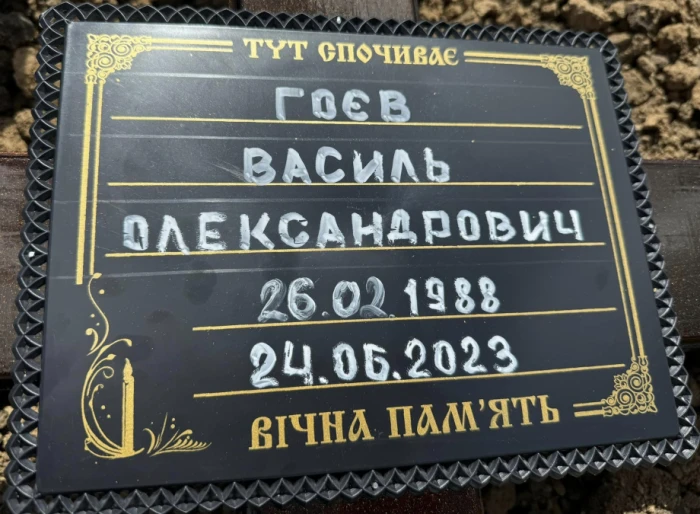 ТУТ СПОЧИВАЄ
ГОЄВ
ВАСИЛЬ
ОЛЕКСАНДРОВИЧ
26.02.1988
24.06.2023
ВІЧНА ПАМ'ЯТЬ